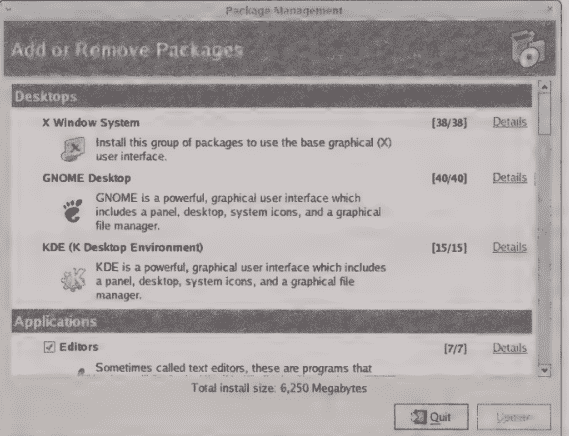 Package Management
Add or Remove Packages
Desktops
X Window System [38/38] Details
Install this group of packages to use the base graphical (X)
user interface.
GNOME Desktop [40/40] Details
GNOME is a powerful, graphical user interface which
includes a panel, desktop, system icons, and a graphical
file manager.
KDE (K Desktop Environment) [15/15] Details
KDE is a powerful, graphical user interface which includes
a panel, desktop, system icons, and a graphical file
manager.
Applications
Editors [7/7] Details
Sometimes called text editors, these are programs that
Total install size: 6,250 Megabytes
Quit Update